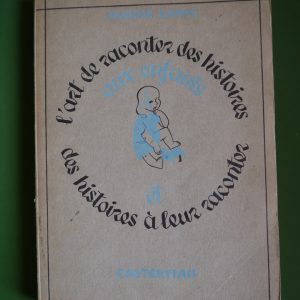 l'art de raconter des histoires
aux enfants
et
des histoires à leur raconter
CASTERMAN